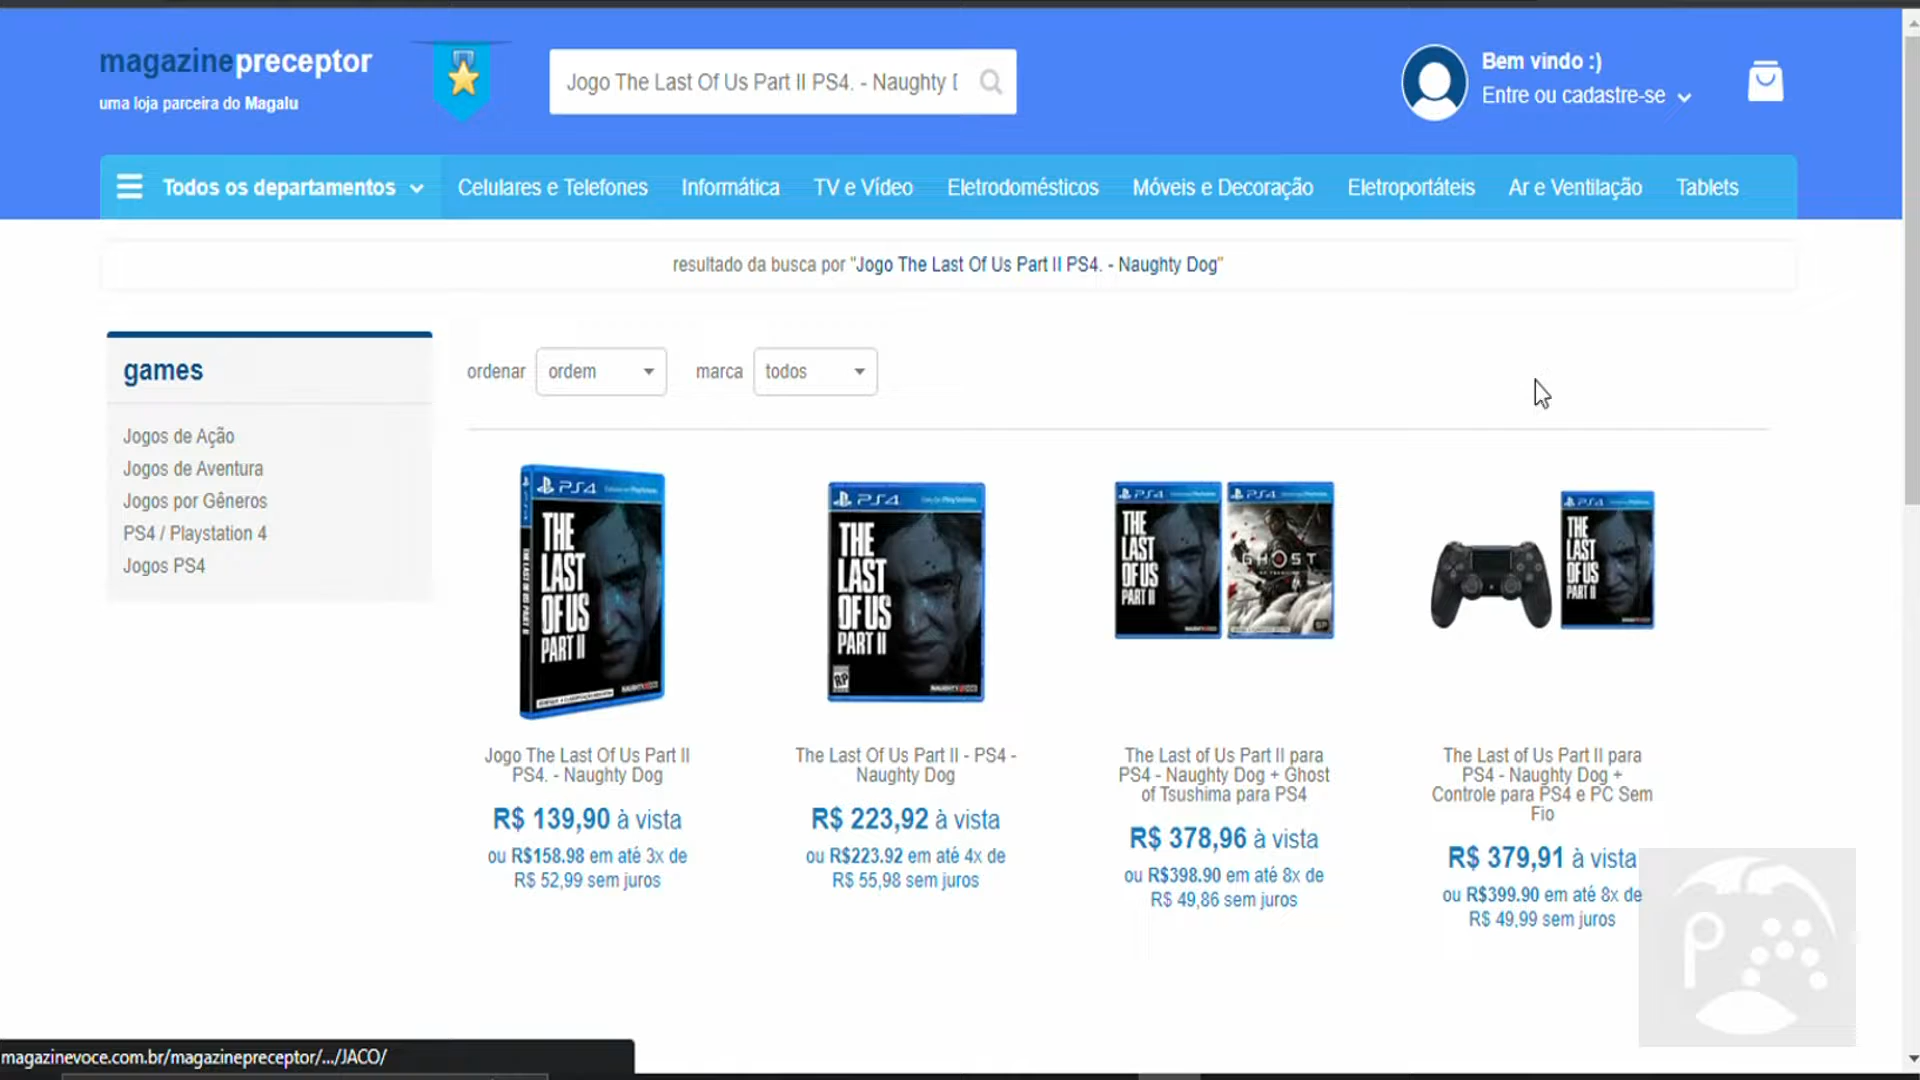 magazinepreceptor
uma loja parceira do Magalu
Jogo The Last Of Us Part II PS4. - Naughty D
Bem vindo :)
Entre ou cadastre-se
Todos os departamentos
Celulares e Telefones
Informática
TV e Vídeo
Eletrodomésticos
Móveis e Decoração
Eletroportáteis
Ar e Ventilação
Tablets
resultado da busca por "Jogo The Last Of Us Part II PS4. - Naughty Dog"
games
Jogos de Ação
Jogos de Aventura
Jogos por Gêneros
PS4 / Playstation 4
Jogos PS4
ordenar
ordem
marca
todos
PS4
THE
LAST
OF US
PART II
PS4
THE
LAST
OF US
PART II
RP
PS4
THE
LAST
OF US
PART II
PS4
GHOST
PS4
THE
LAST
OF US
PART II
Jogo The Last Of Us Part II
PS4. - Naughty Dog
R$ 139,90 à vista
ou R$158.98 em até 3x de
R$ 52,99 sem juros
The Last Of Us Part II - PS4 -
Naughty Dog
R$ 223,92 à vista
ou R$223.92 em até 4x de
R$ 55,98 sem juros
The Last of Us Part II para
PS4 - Naughty Dog + Ghost
of Tsushima para PS4
R$ 378,96 à vista
ou R$398.90 em até 8x de
R$ 49,86 sem juros
The Last of Us Part II para
PS4 - Naughty Dog +
Controle para PS4 e PC Sem
Fio
R$ 379,91 à vista
ou R$399.90 em até 8x de
R$ 49,99 sem juros
P
magazinevoce.com.br/magazinepreceptor/.../JACO/